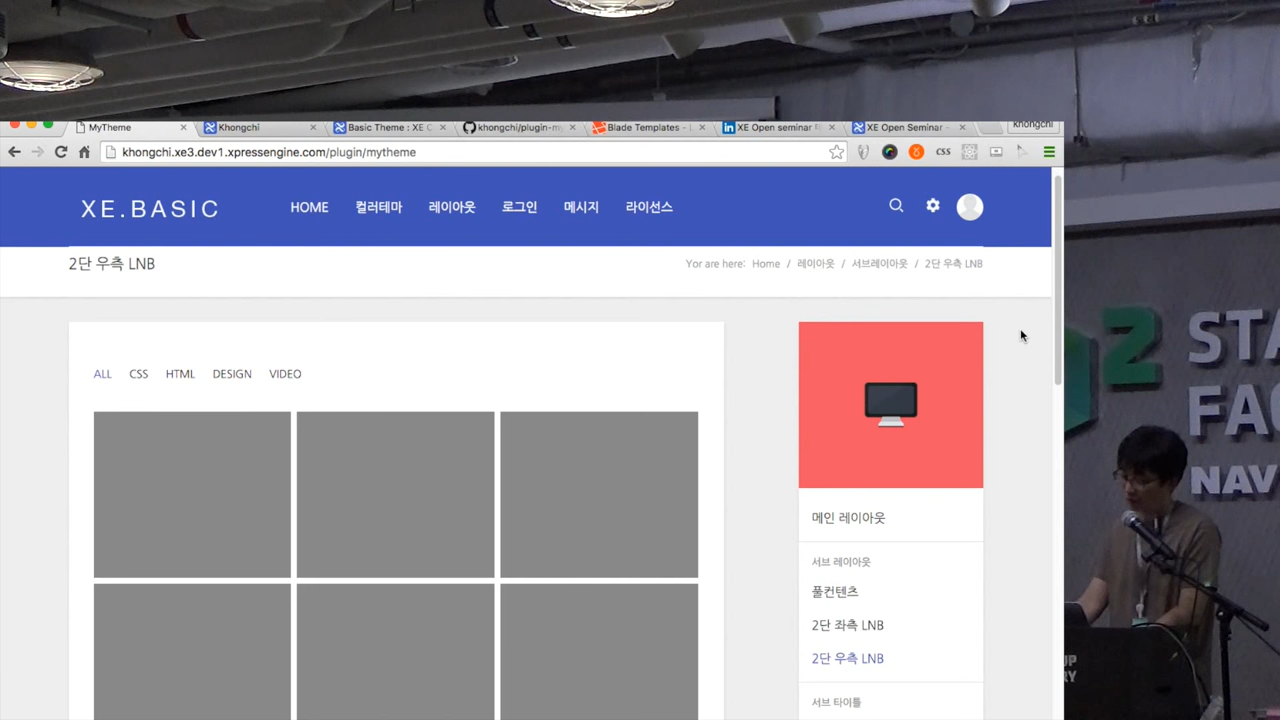 MyTheme
Khongchi
Basic Theme : XE C
khongchi/plugin-my
Blade Templates - L
XE Open seminar
XE Open Seminar -
khongchi
khongchi.xe3.dev1.xpressengine.com/plugin/mytheme
CSS
XE.BASIC
HOME 컬러테마 레이아웃 로그인 메시지 라이선스
2단 우측 LNB
Yor are here: Home / 레이아웃 / 서브레이아웃 / 2단 우측 LNB
ALL CSS HTML DESIGN VIDEO
메인 레이아웃
서브 레이아웃
풀컨텐츠
2단 좌측 LNB
2단 우측 LNB
서브 타이틀
2 STA
FAC
NAV
UP
RY